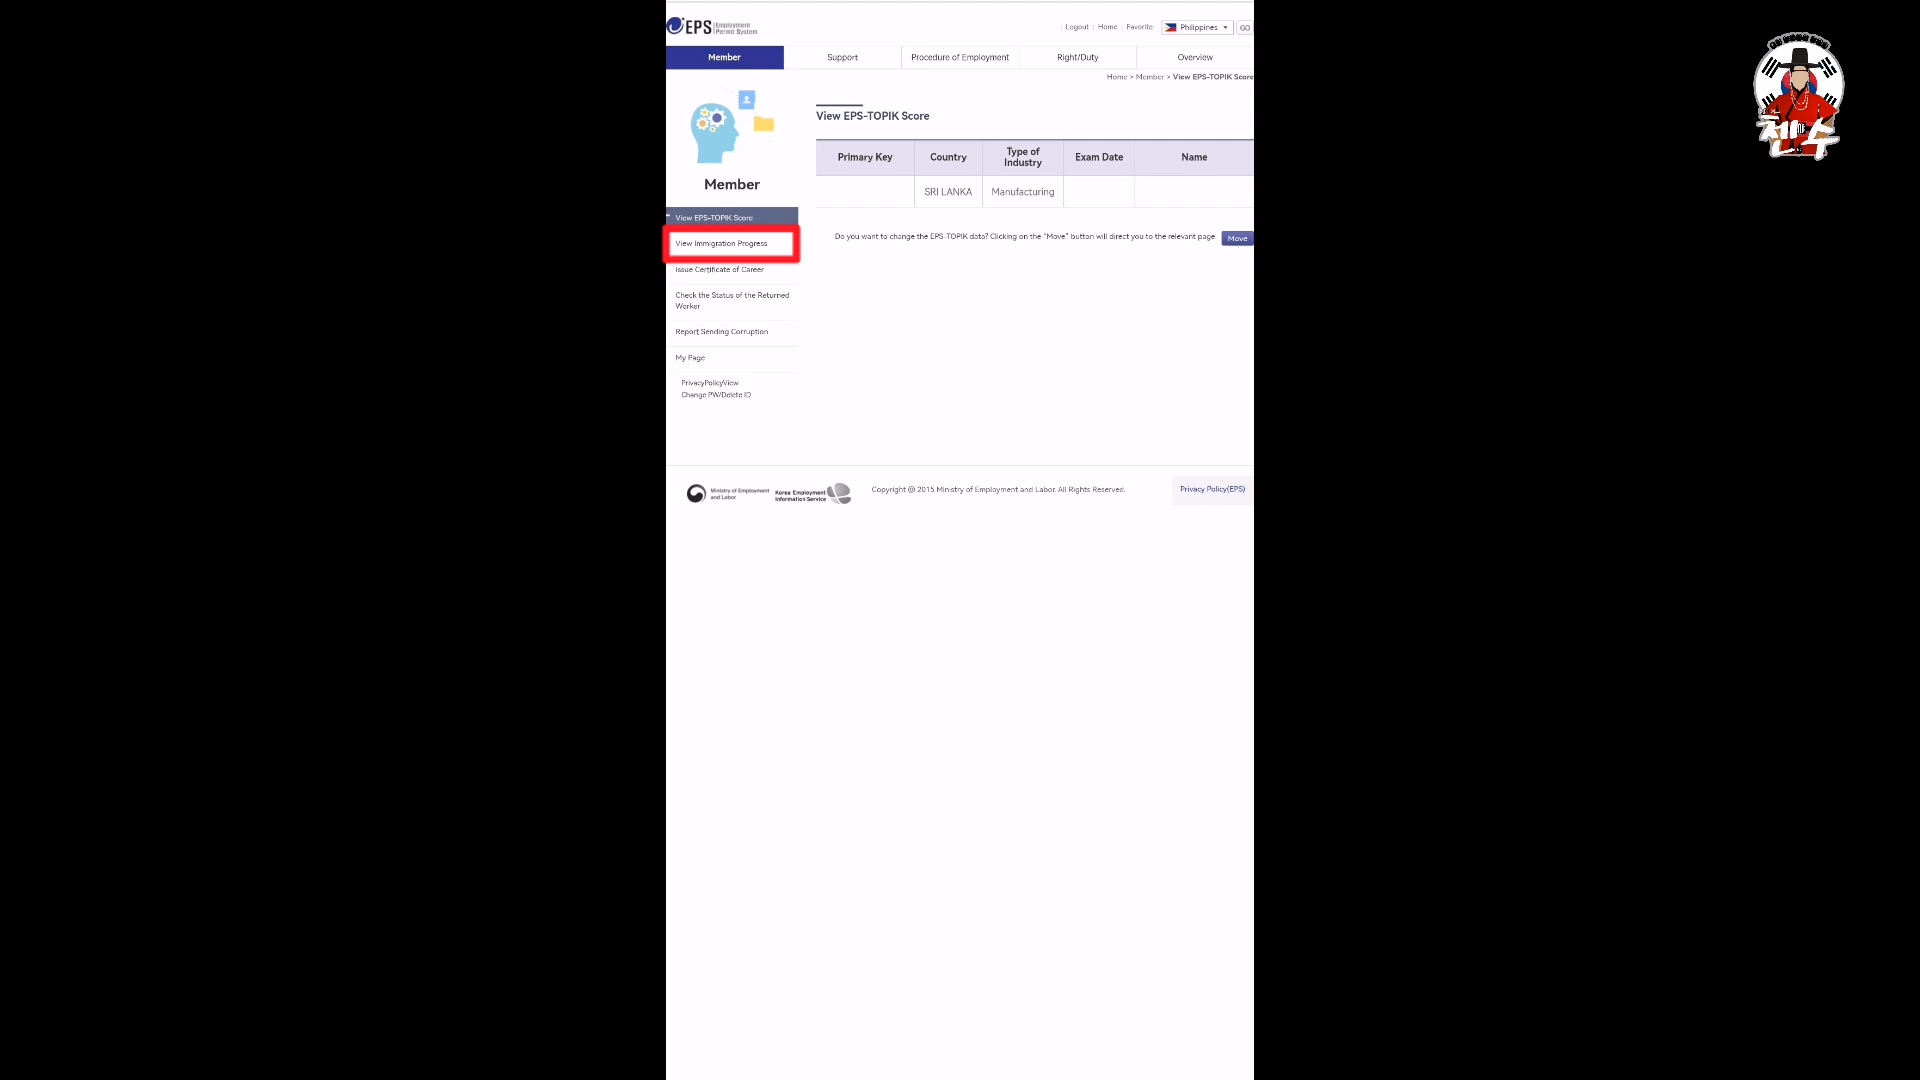 EPS Employment Permit System
Logout Home Favorite Philippines GO
Member Support Procedure of Employment Right/Duty Overview
Home > Member > View EPS-TOPIK Score
View EPS-TOPIK Score
Primary Key Country Type of Industry Exam Date Name
SRI LANKA Manufacturing
Do you want to change the EPS-TOPIK data? Clicking on the "Move" button will direct you to the relevant page. Move
Member
View EPS-TOPIK Score
View Immigration Progress
Issue Certificate of Career
Check the Status of the Returned
Worker
Report Sending Corruption
My Page
PrivacyPolicyView
Change PW/Delete ID
Ministry of Employment
and Labor
Korea Employment
Information Service
Copyright @ 2015 Ministry of Employment and Labor. All Rights Reserved.
Privacy Policy(EPS)